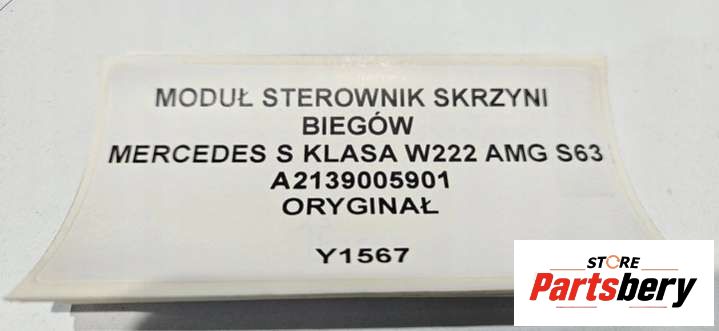 MODUŁ STEROWNIK SKRZYNI
BIEGÓW
MERCEDES S KLASA W222 AMG S63
A2139005901
ORYGINAŁ
Y1567
STORE
Partsbery